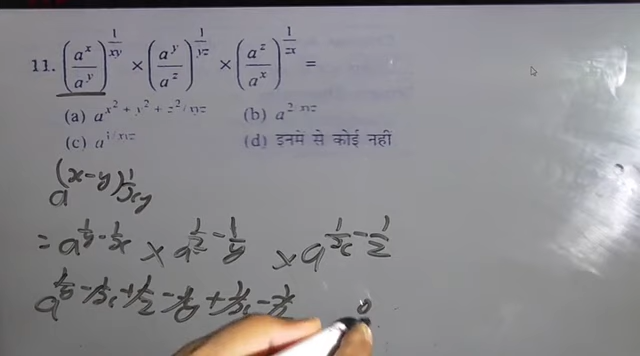 11. (a^x/a^y)^(1/xy) × (a^y/a^z)^(1/yz) × (a^z/a^x)^(1/zx) =
(a) a^(x² + y² + z²/xyz) (b) a^(2 xyz)
(c) a^(1/xyz) (d) इनमें से कोई नहीं
a^((x-y)1/xy)
= a^(1/y - 1/x) × a^(1/z - 1/y) × a^(1/x - 1/z)
a^(1/y - 1/x + 1/z - 1/y + 1/x - 1/z)